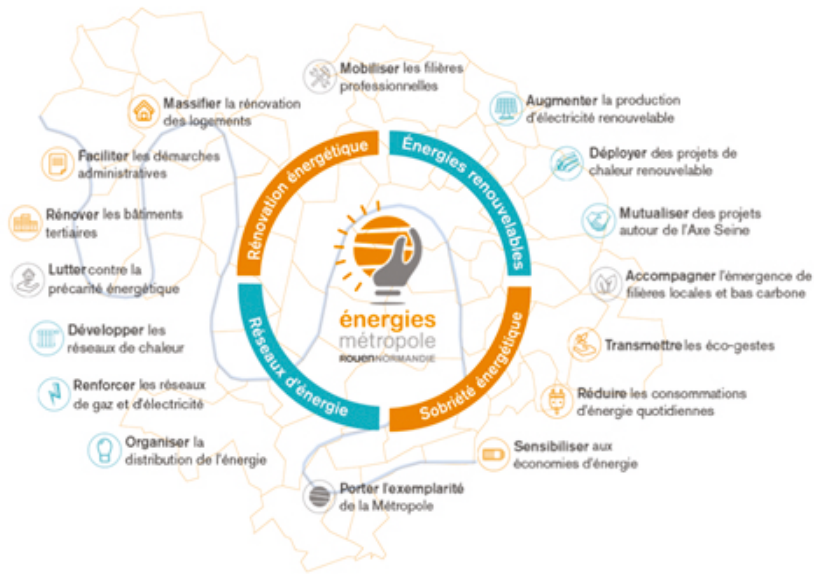 Mobiliser les filières
professionnelles
Massifier la rénovation
des logements
Faciliter les démarches
administratives
Rénover les bâtiments
tertiaires
Lutter contre la
précarité énergétique
Développer les
réseaux de chaleur
Renforcer les réseaux
de gaz et d'électricité
Organiser la
distribution de l'énergie
Rénovation énergétique
Énergies renouvelables
Réseaux d'énergie
Sobriété énergétique
énergies
métropole
ROUENNORMANDIE
Augmenter la production
d'électricité renouvelable
Déployer des projets de
chaleur renouvelable
Mutualiser des projets
autour de l'Axe Seine
Accompagner l'émergence de
filières locales et bas carbone
Transmettre les éco-gestes
Réduire les consommations
d'énergie quotidiennes
Sensibiliser aux
économies d'énergie
Porter l'exemplarité
de la Métropole